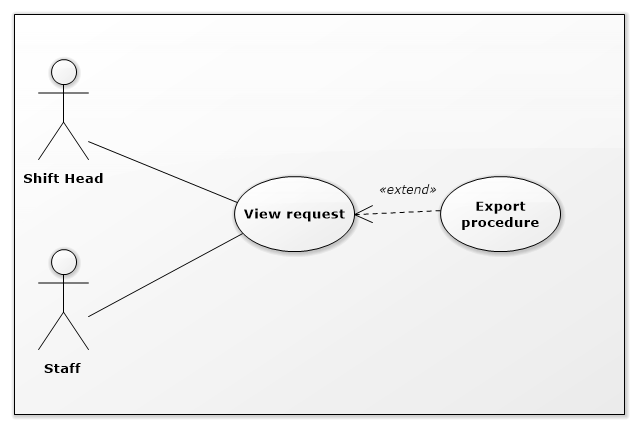 Shift Head
View request
«extend»
Export
procedure
Staff